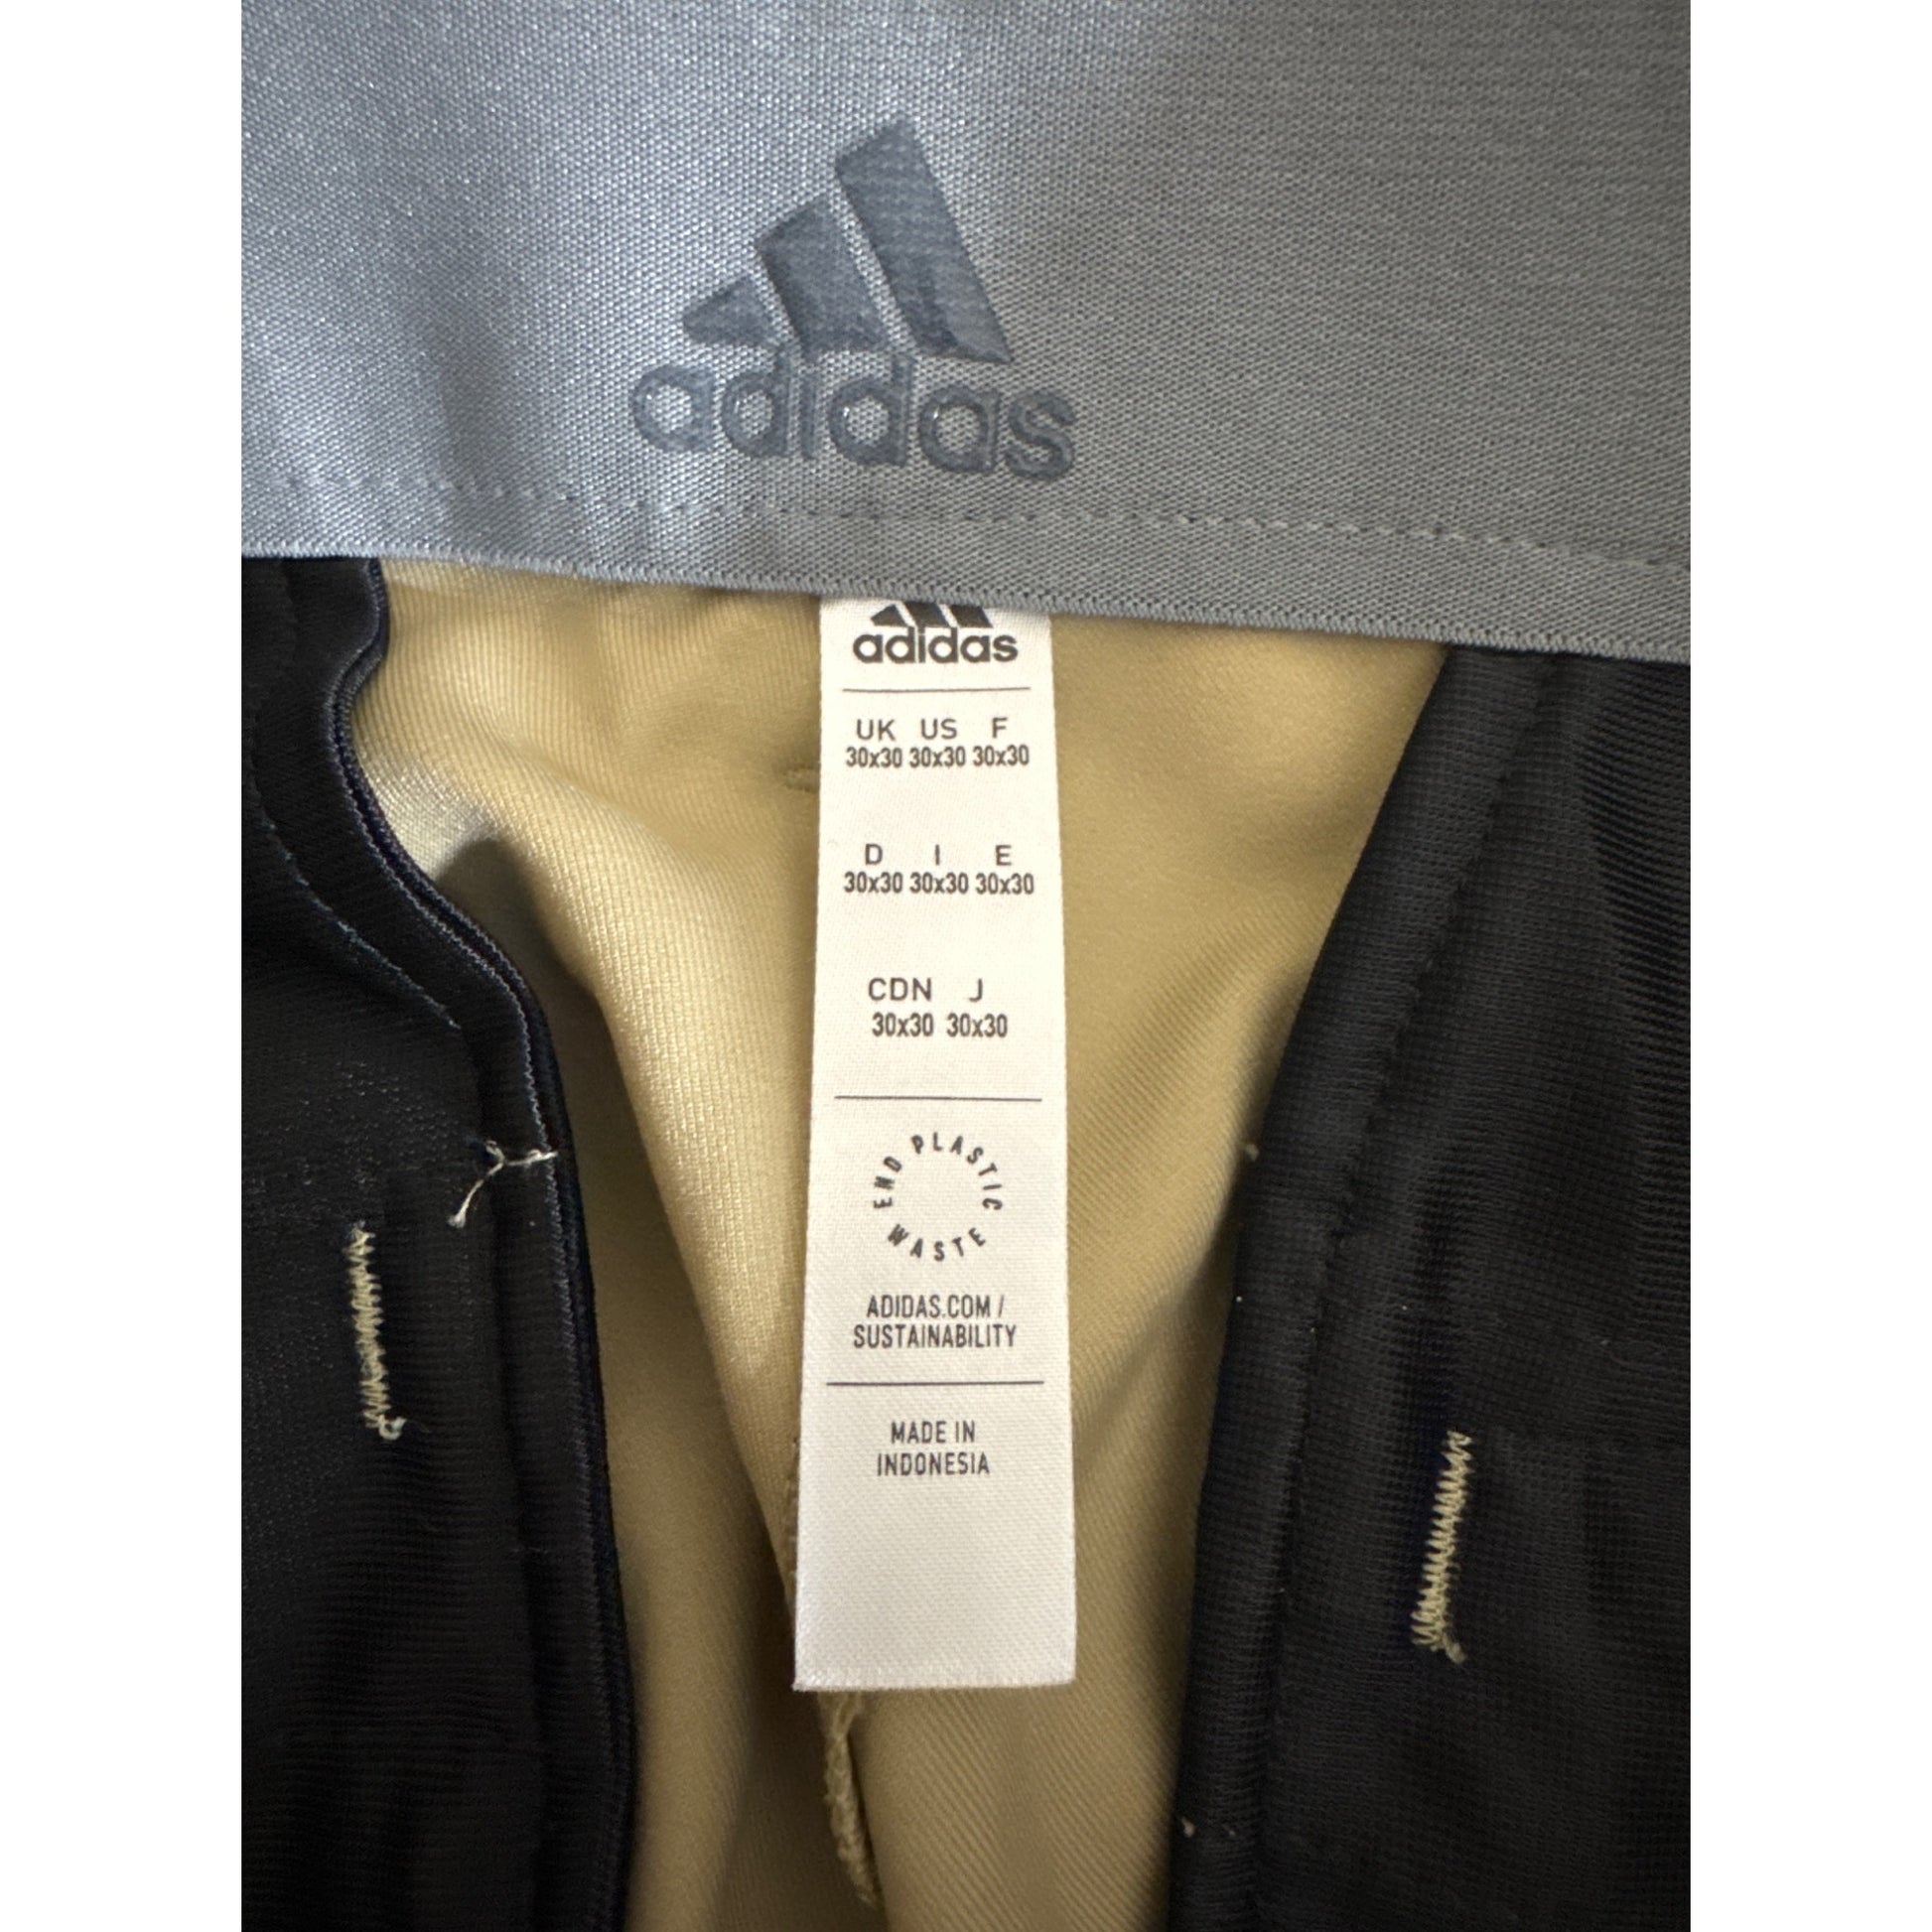 adidas
adidas
UK US F
30x30 30x30 30x30
D I E
30x30 30x30 30x30
CDN J
30x30 30x30
END PLASTIC WASTE
ADIDAS.COM /
SUSTAINABILITY
MADE IN
INDONESIA